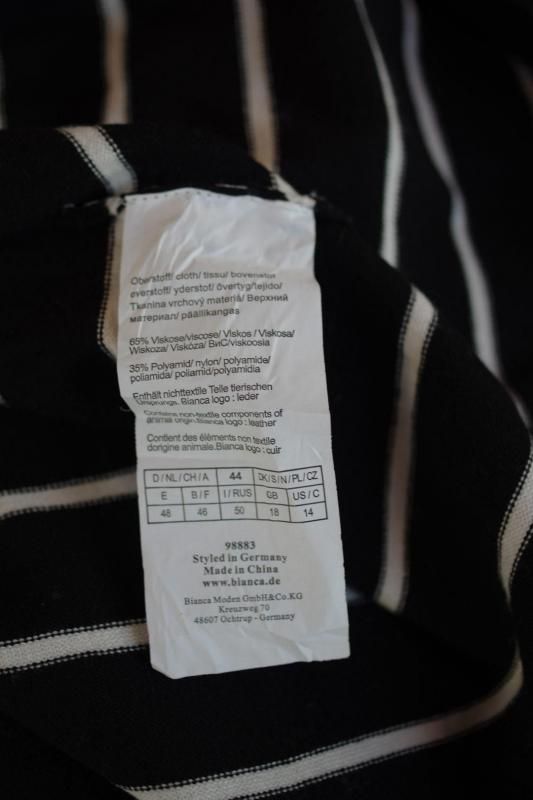 Oberstoff/ cloth/ tissu/ bovenstof
overstoff/ yderstof/ övertyg/tejido/
Tkanina vrchový materiá/ Верхний
материал/ päällikangas
65% Viskose/viscose/ Viskos / Viskosa/
Wiskoza/ Viskóza/ ВиС/viskoosia
35% Polyamid/ nylon/ polyamide/
poliamida/ poliamid/polyamidia
Enthält nichttextile Teile tierischen
Ursprungs. Bianca logo : leder
Contains non-textile components of
animal origin.Bianca logo : leather
Contient des éléments non textile
dorigine animale.Bianca logo : cuir
D/NL/CH/A 44 DK/S/N/PL/CZ
E B/F I/RUS GB US/C
48 46 50 18 14
98883
Styled in Germany
Made in China
www.bianca.de
Bianca Moden GmbH&Co.KG
Kreuzweg 70
48607 Ochtrup - Germany